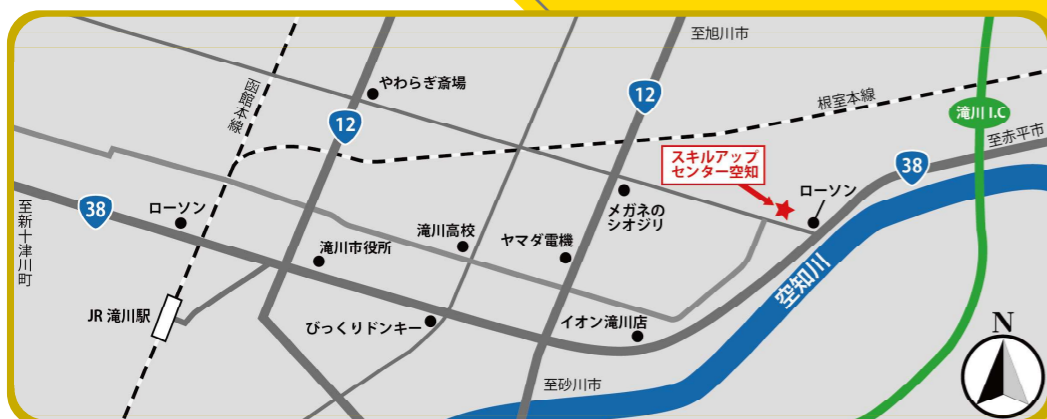 至旭川市
函館本線
やわらぎ斎場
12
12
根室本線
滝川 I.C
至赤平市
スキルアップ
センター空知
38
ローソン
メガネの
シオジリ
至新十津川町
38
ローソン
滝川市役所
滝川高校
ヤマダ電機
空知川
JR 滝川駅
びっくりドンキー
イオン滝川店
至砂川市
N